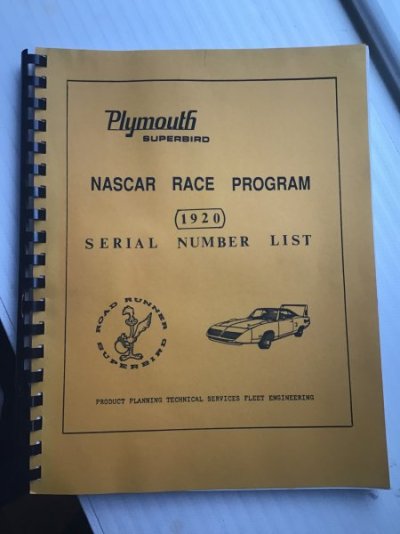 Plymouth
SUPERBIRD
NASCAR RACE PROGRAM
1920
SERIAL NUMBER LIST
ROAD RUNNER
SUPERBIRD
PRODUCT PLANNING TECHNICAL SERVICES FLEET ENGINEERING